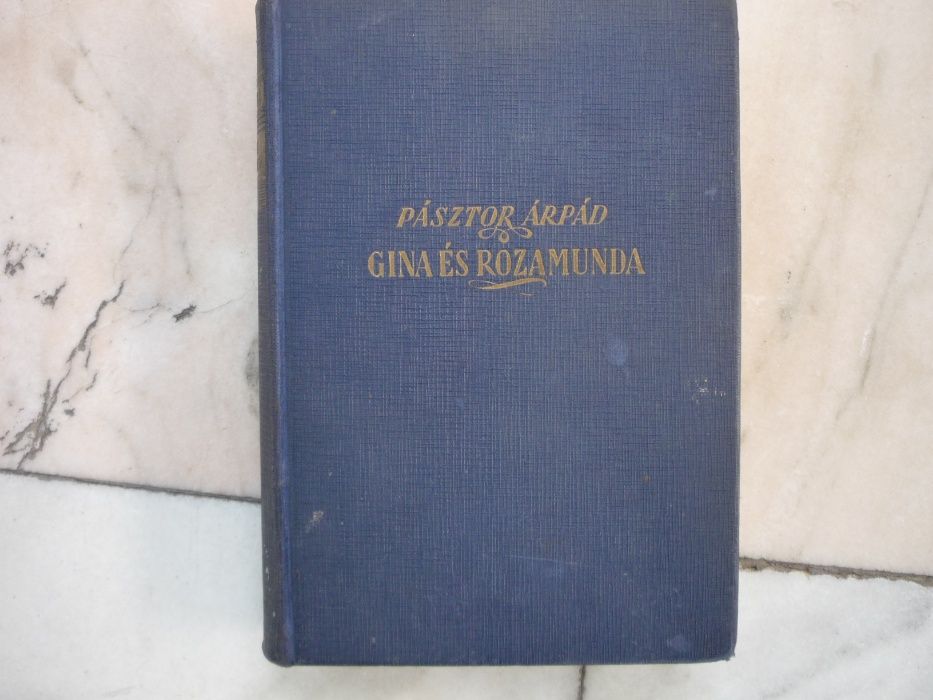 PÁSZTOR ÁRPÁD
GINA ÉS ROZAMUNDA